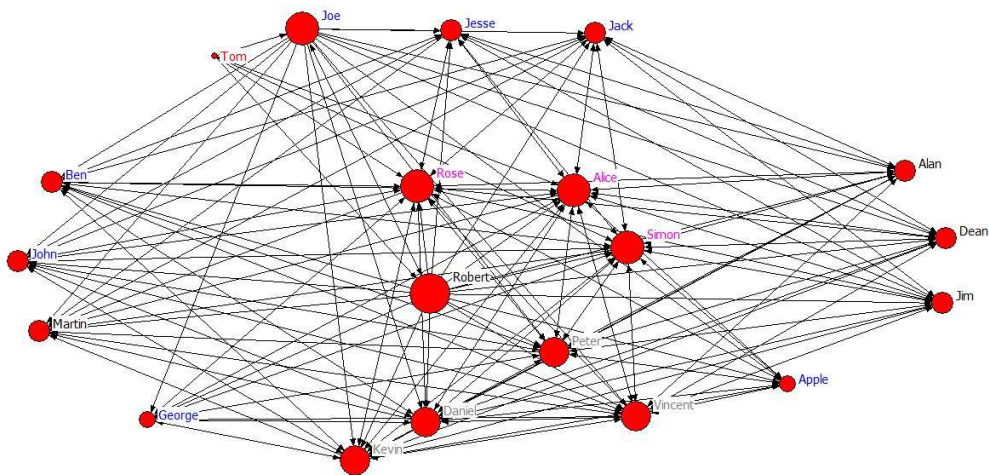 Joe
Jesse
Jack
Tom
Alan
Ben
Rose
Alice
Simon
Dean
John
Robert
Jim
Martin
Peter
Apple
George
Daniel
Vincent
Kevin